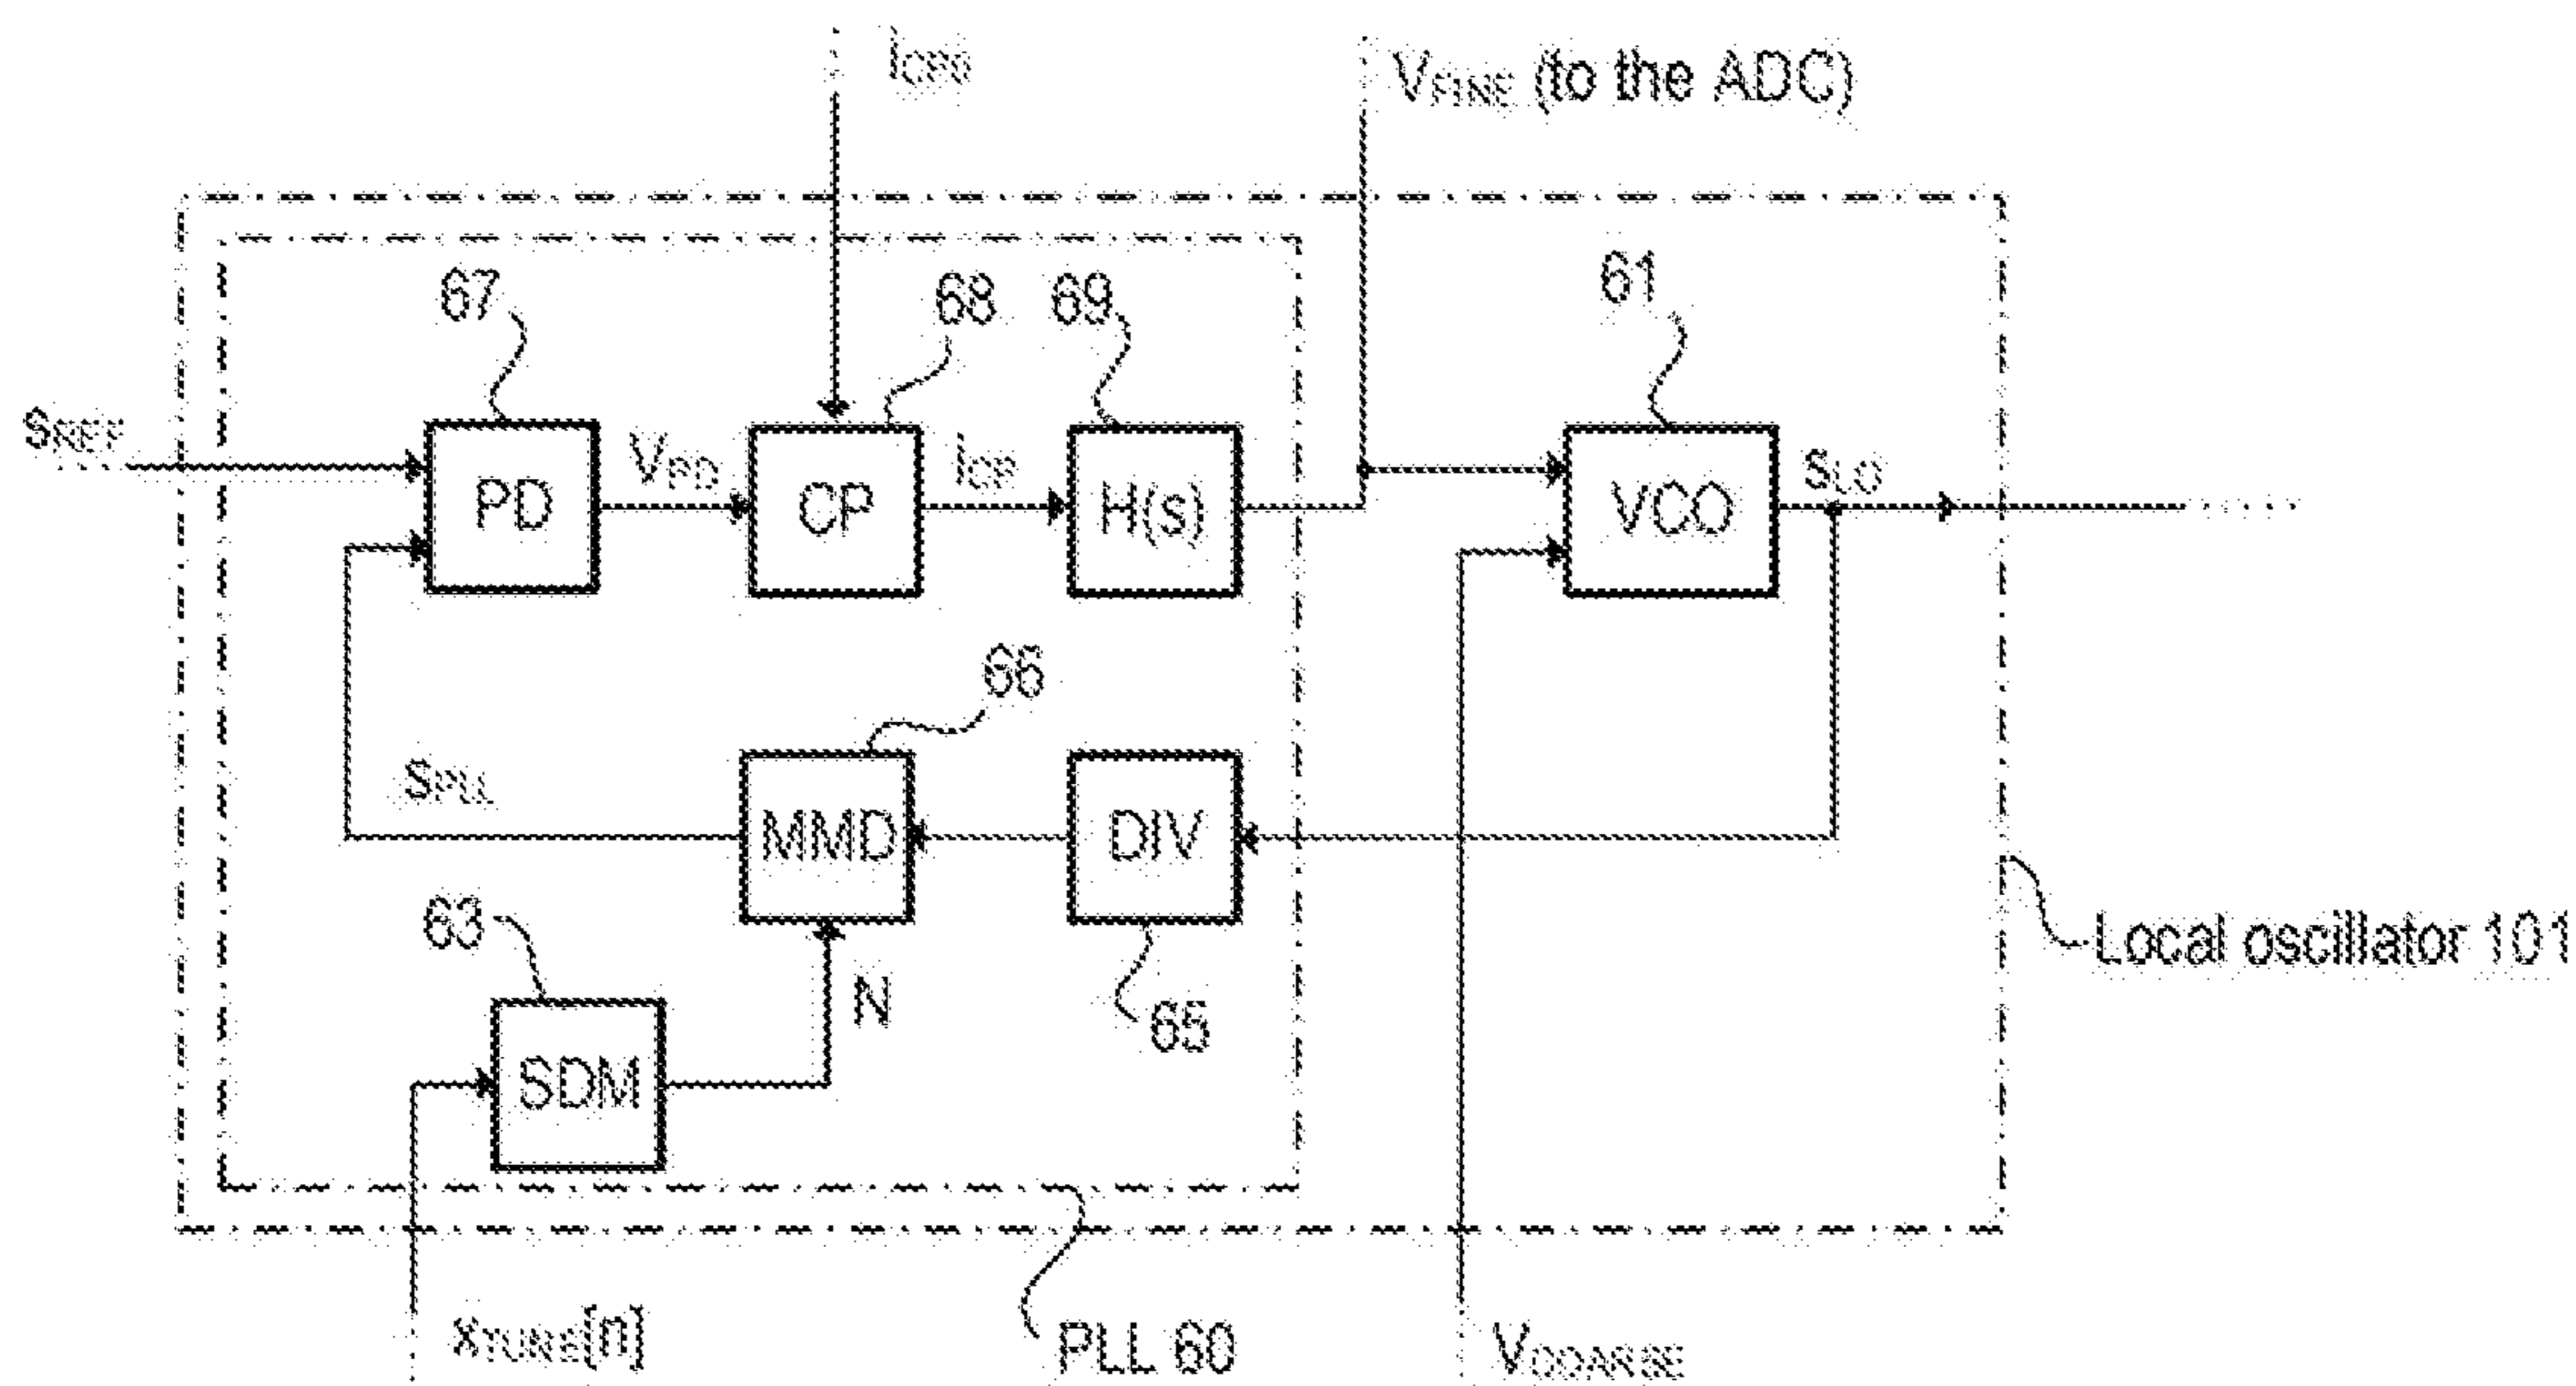 iCP0
VFINE (to the ADC)
67
68
69
61
sREF
PD
VPD
CP
iCP
H(s)
VCO
sLO
66
sPLL
MMD
DIV
63
N
65
SDM
Local oscillator 101
xTUNE[n]
PLL 60
VCOARSE